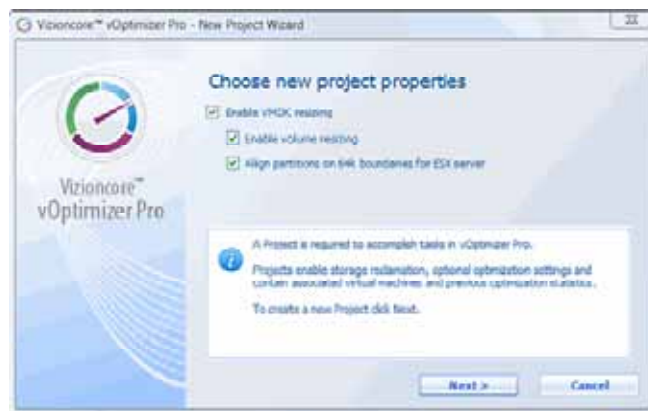 Vizioncore™ vOptimizer Pro - New Project Wizard
Choose new project properties
Enable VMDK resizing
Enable volume resizing
Align partitions on 64K boundaries for ESX server
Vizioncore™
vOptimizer Pro
A Project is required to accomplish tasks in vOptimizer Pro.
Projects enable storage reclamation, optional optimization settings and
contain associated virtual machines and previous optimization statistics.
To create a new Project click Next.
Next >
Cancel